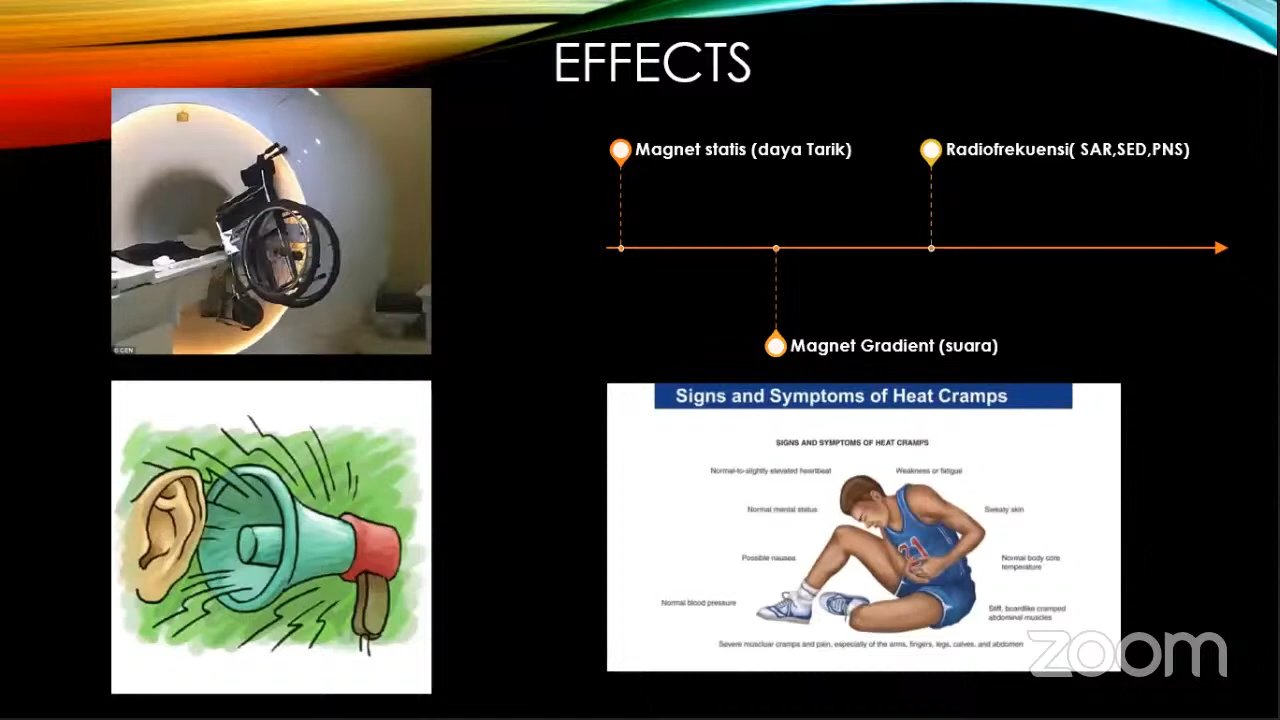 EFFECTS
Magnet statis (daya Tarik)
Radiofrekuensi( SAR,SED,PNS)
Magnet Gradient (suara)
© CEN
Signs and Symptoms of Heat Cramps
SIGNS AND SYMPTOMS OF HEAT CRAMPS
Normal-to-slightly elevated heartbeat
Weakness or fatigue
Normal mental status
Sweaty skin
Possible nausea
Normal body core
temperature
Normal blood pressure
Stiff, boardlike cramped
abdominal muscles
Severe muscluar cramps and pain, especially of the arms, fingers, legs, calves, and abdomen
21
zoom